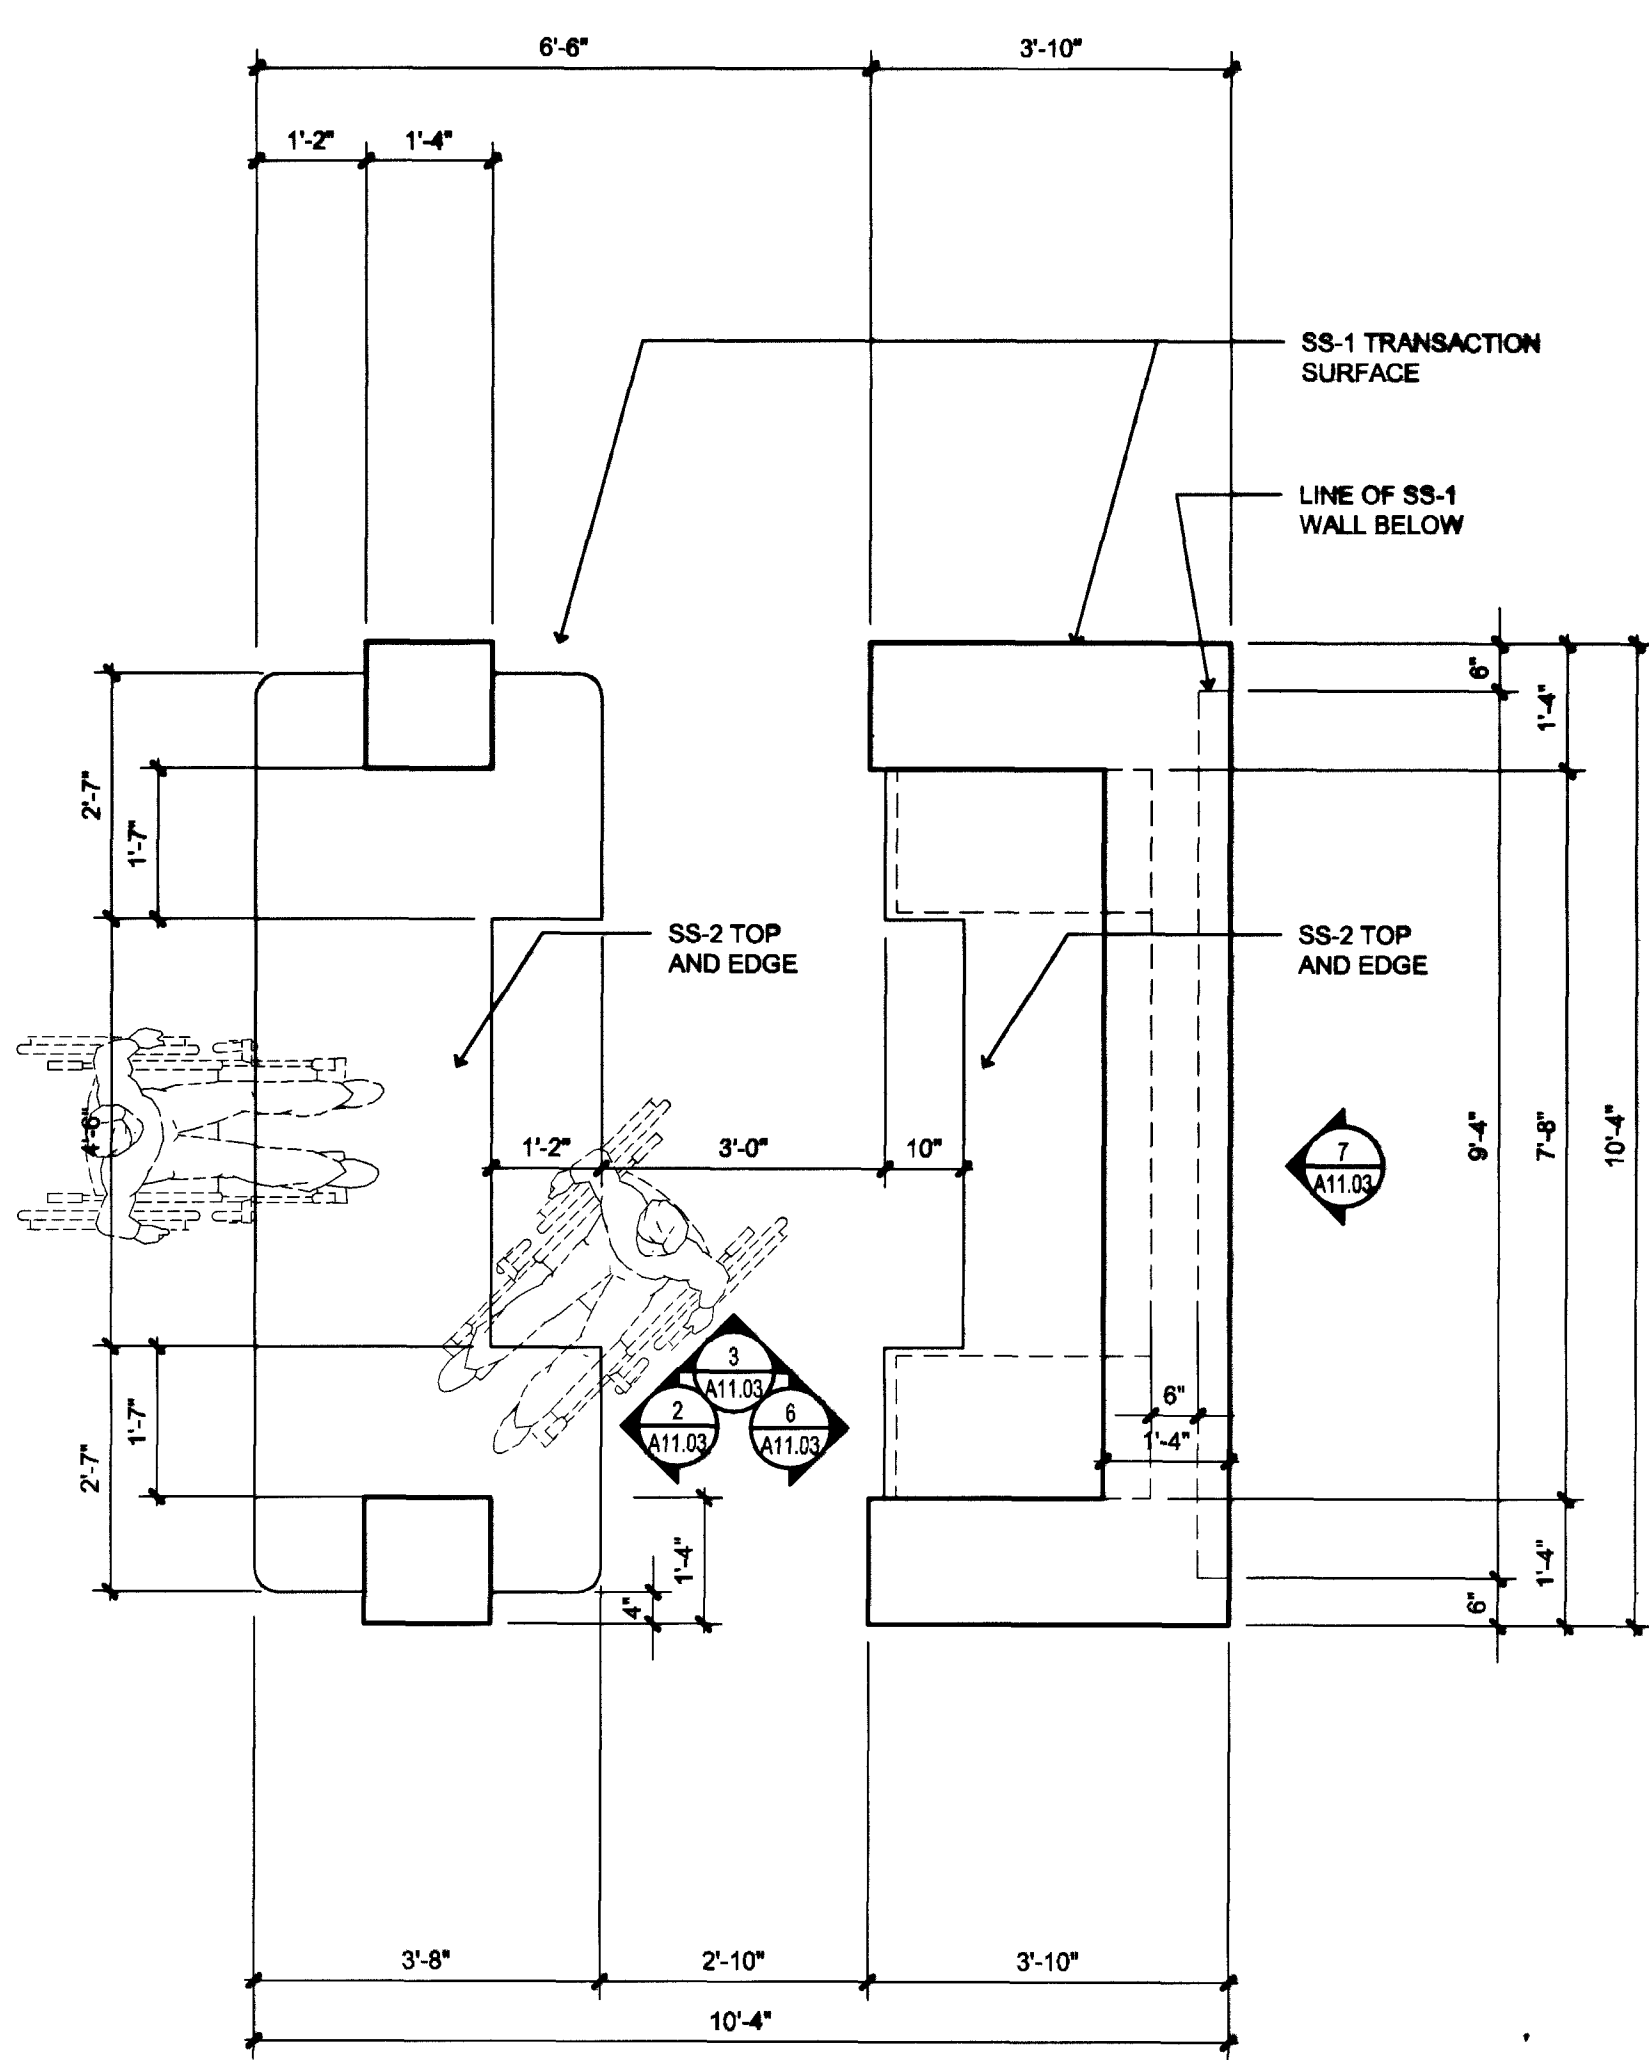 6'-6"
3'-10"
1'-2"
1'-4"
SS-1 TRANSACTION
SURFACE
LINE OF SS-1
WALL BELOW
6"
1'-4"
2'-7"
1'-7"
SS-2 TOP
AND EDGE
SS-2 TOP
AND EDGE
4'-6"
1'-2"
3'-0"
10"
7
A11.03
9'-4"
7'-8"
10'-4"
3
A11.03
2
A11.03
6
A11.03
6"
1'-4"
1'-7"
2'-7"
1'-4"
4"
1'-4"
6"
3'-8"
2'-10"
3'-10"
10'-4"